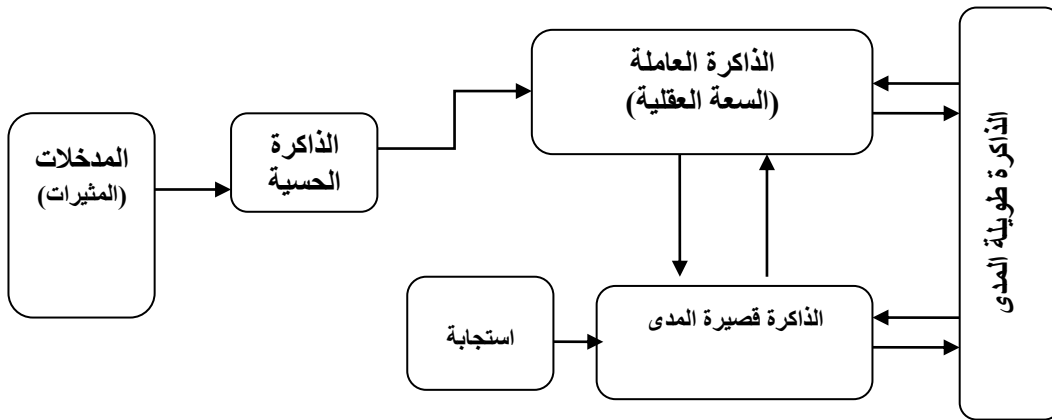 الذاكرة العاملة
(السعة العقلية)
المدخلات
(المثيرات)
الذاكرة
الحسية
الذاكرة طويلة المدى
الذاكرة قصيرة المدى
استجابة